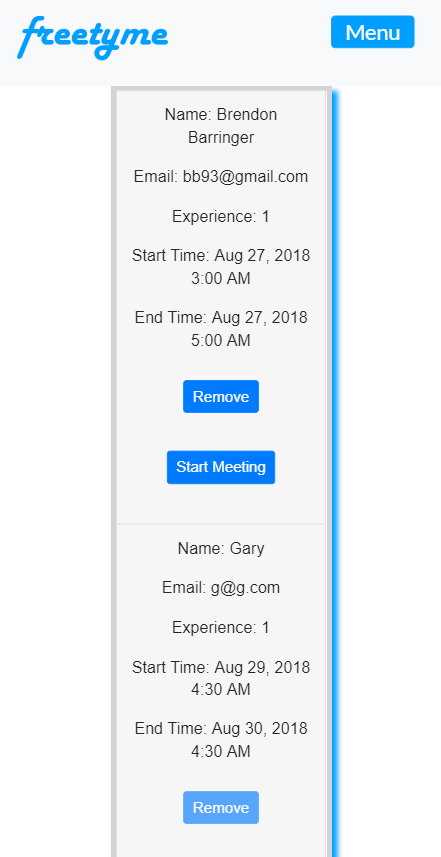 freetyme
Menu
Name: Brendon
Barringer
Email: bb93@gmail.com
Experience: 1
Start Time: Aug 27, 2018
3:00 AM
End Time: Aug 27, 2018
5:00 AM
Remove
Start Meeting
Name: Gary
Email: g@g.com
Experience: 1
Start Time: Aug 29, 2018
4:30 AM
End Time: Aug 30, 2018
4:30 AM
Remove